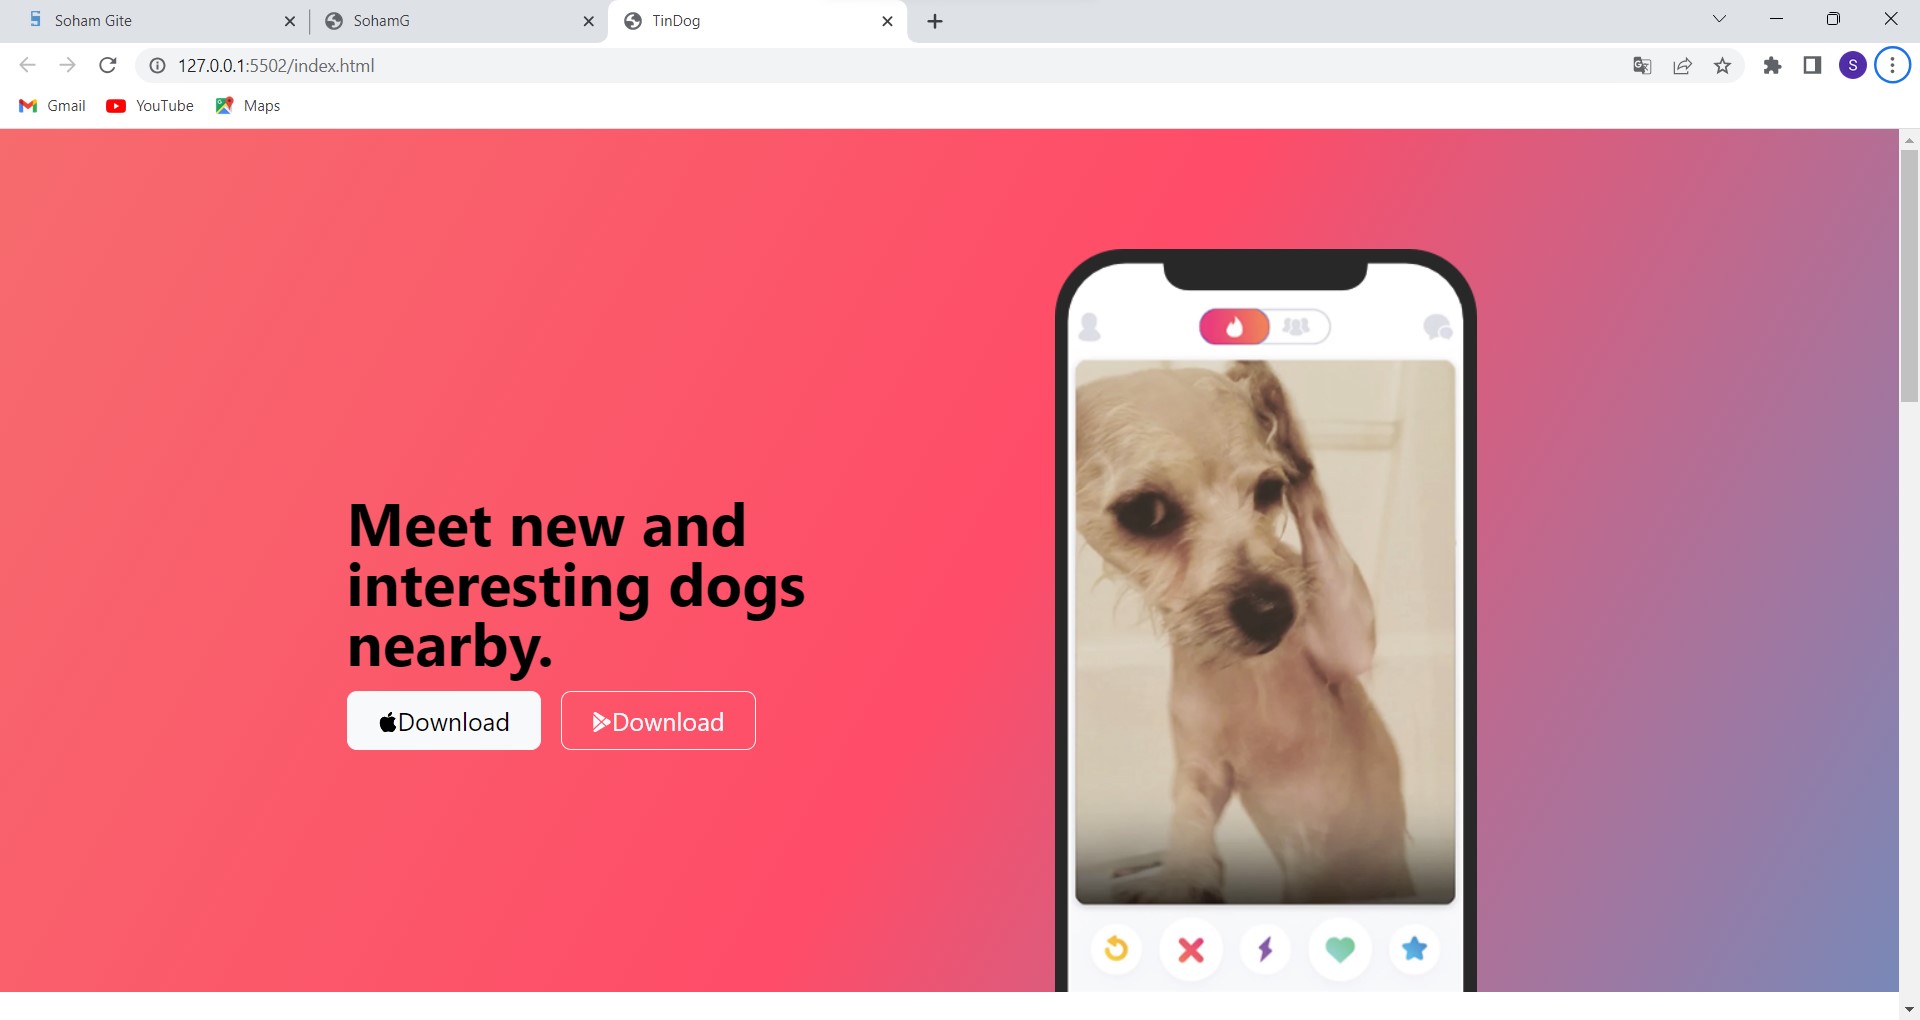 Soham Gite
SohamG
TinDog
127.0.0.1:5502/index.html
S
Gmail
YouTube
Maps
Meet new and
interesting dogs
nearby.
Download
Download